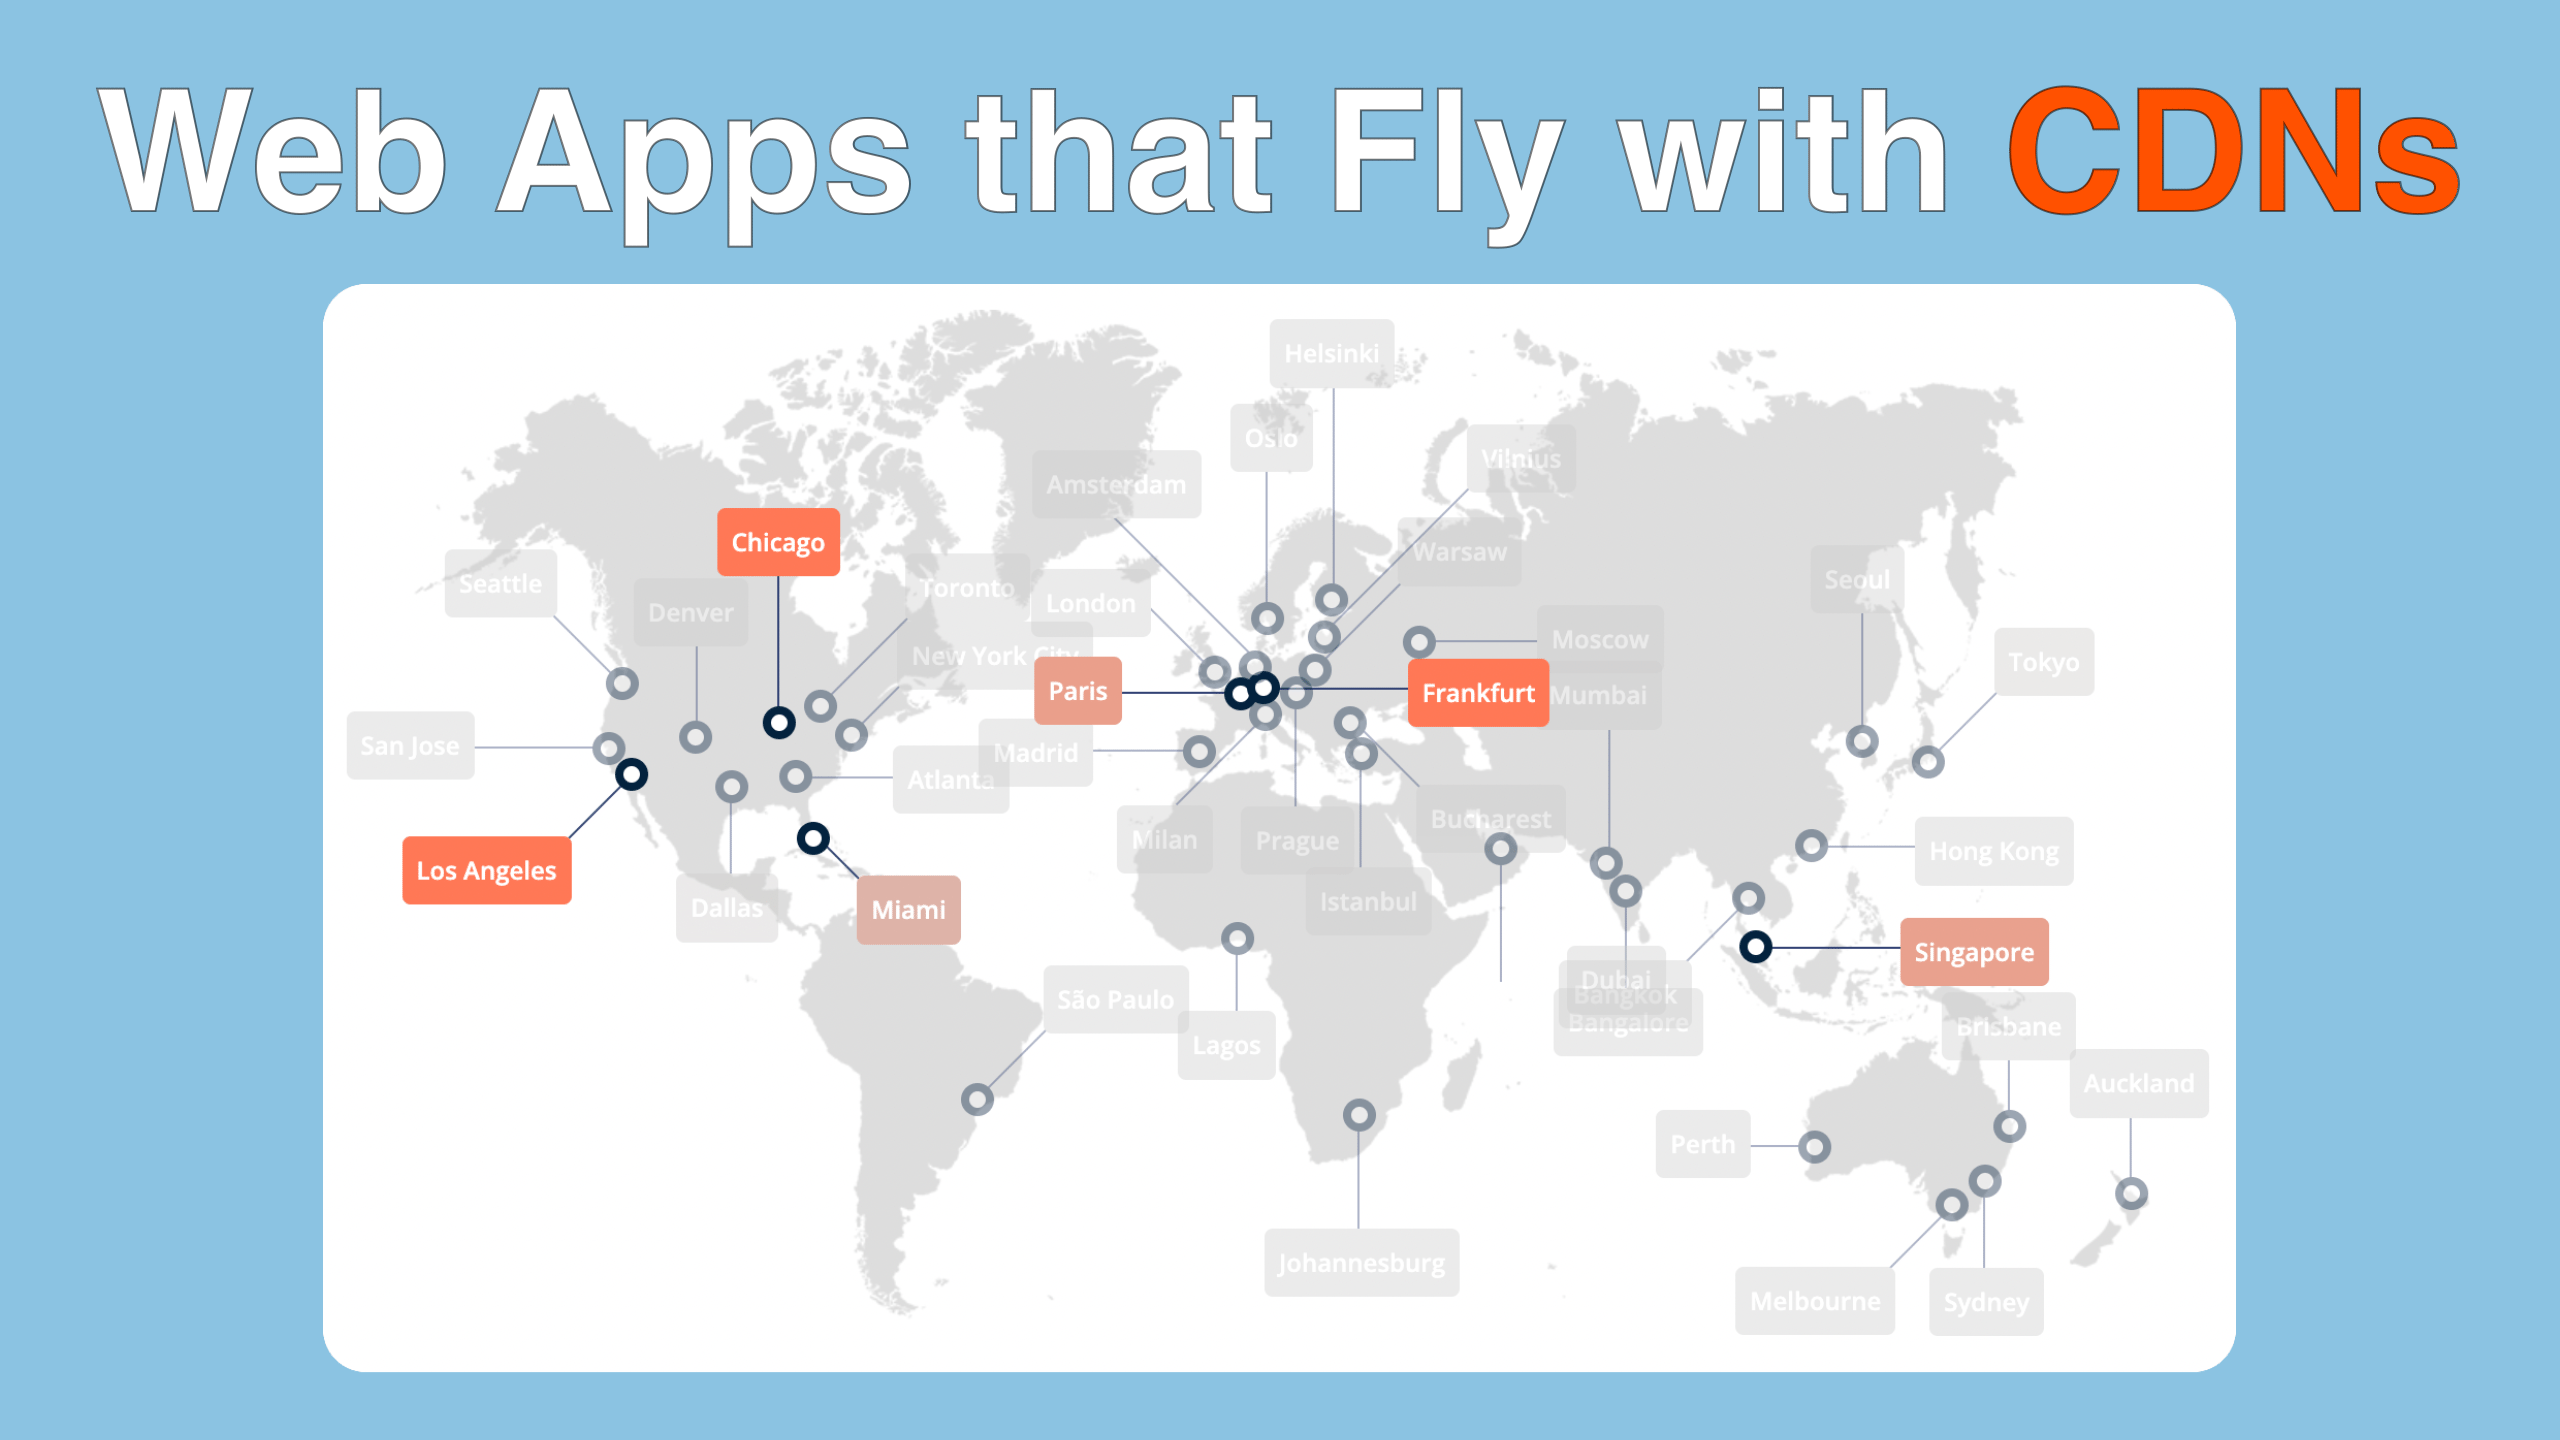 Web Apps that Fly with CDNs
Helsinki
Oslo
Vilnius
Amsterdam
Chicago
Warsaw
Seattle
Toronto
Seoul
Denver
London
Moscow
New York City
Tokyo
Paris
Frankfurt
Mumbai
San Jose
Madrid
Atlanta
Bucharest
Milan
Prague
Hong Kong
Los Angeles
Istanbul
Dallas
Miami
Singapore
Dubai
Bangkok
São Paulo
Bangalore
Brisbane
Lagos
Auckland
Perth
Johannesburg
Melbourne
Sydney